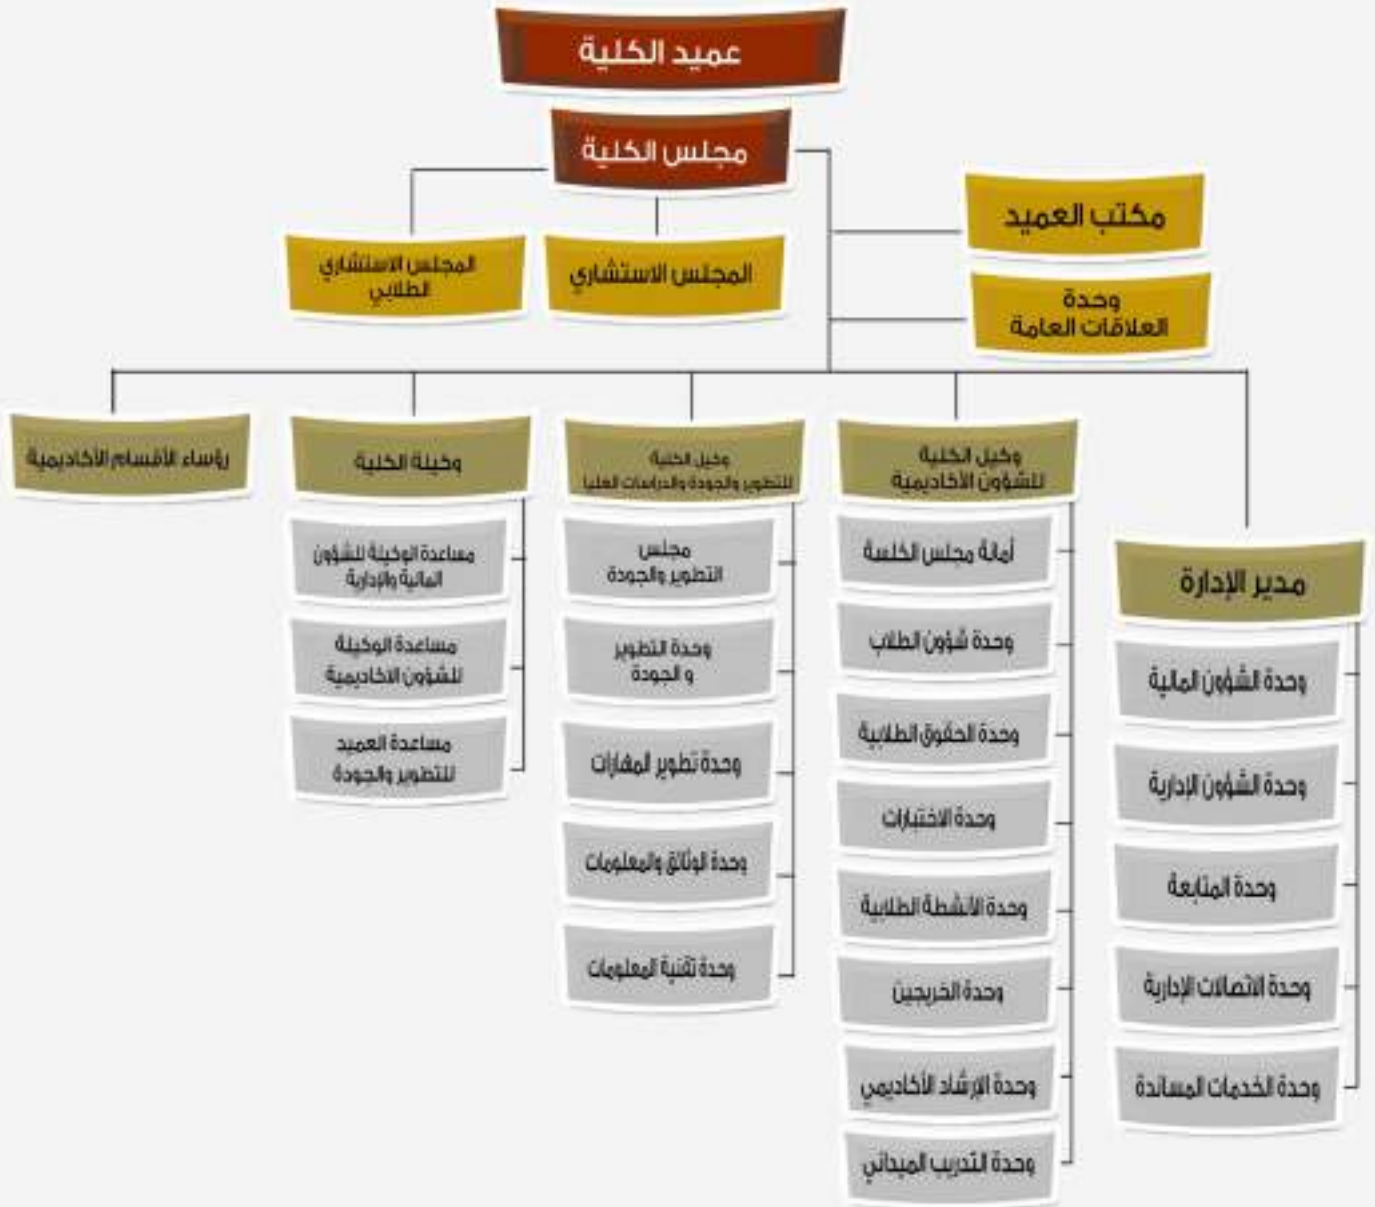 عميد الكلية
مجلس الكلية
مكتب العميد
وحدة
العلاقات العامة
المجلس الاستشاري
المجلس الاستشاري
الطلابي
مدير الإدارة
وحدة الشؤون المالية
وحدة الشؤون الإدارية
وحدة المتابعة
وحدة الاتصالات الإدارية
وحدة الخدمات المساندة
وكيل الكلية
للشؤون الأكاديمية
أمانة مجلس الكلسة
وحدة شؤون الطلاب
وحدة الحقوق الطلابية
وحدة الاختبارات
وحدة الأنشطة الطلابية
وحدة الخريجين
وحدة الإرشاد الأكاديمي
وحدة التدريب الميداني
وكيل الكلية
للتطوير والجودة والدراسات العليا
مجلس
التطوير والجودة
وحدة التطوير
و الجودة
وحدة تطوير المهارات
وحدة الوثائق والمعلومات
وحدة تقنية المعلومات
وكيلة الكلية
مساعدة الوكيلة للشؤون
المالية والإدارية
مساعدة الوكيلة
للشؤون الاكاديمية
مساعدة العميد
للتطوير والجودة
رؤساء الأقسام الأكاديمية